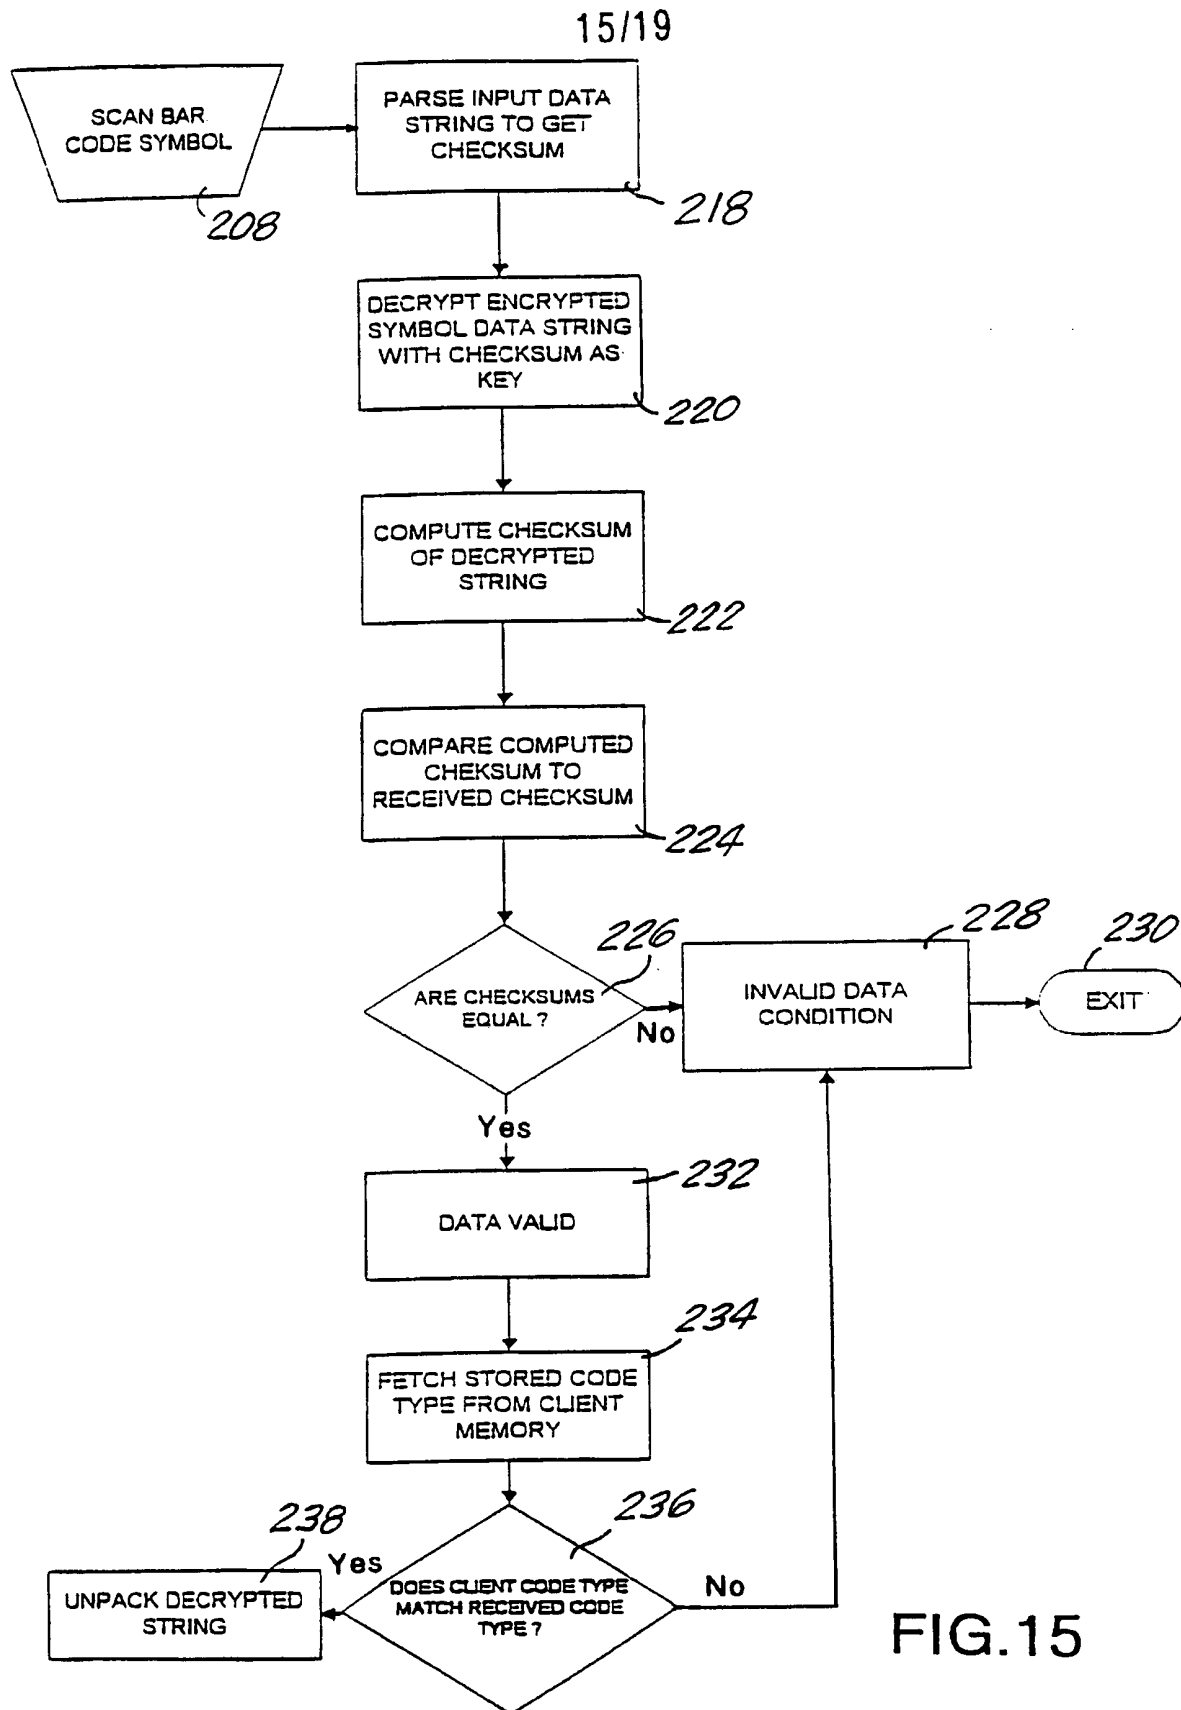 15/19
SCAN BAR
CODE SYMBOL
208
PARSE INPUT DATA
STRING TO GET
CHECKSUM
218
DECRYPT ENCRYPTED
SYMBOL DATA STRING
WITH CHECKSUM AS
KEY
220
COMPUTE CHECKSUM
OF DECRYPTED
STRING
222
COMPARE COMPUTED
CHEKSUM TO
RECEIVED CHECKSUM
224
ARE CHECKSUMS
EQUAL ?
226
No
INVALID DATA
CONDITION
228
EXIT
230
Yes
DATA VALID
232
FETCH STORED CODE
TYPE FROM CLIENT
MEMORY
234
DOES CLIENT CODE TYPE
MATCH RECEIVED CODE
TYPE ?
236
Yes
No
UNPACK DECRYPTED
STRING
238
FIG.15